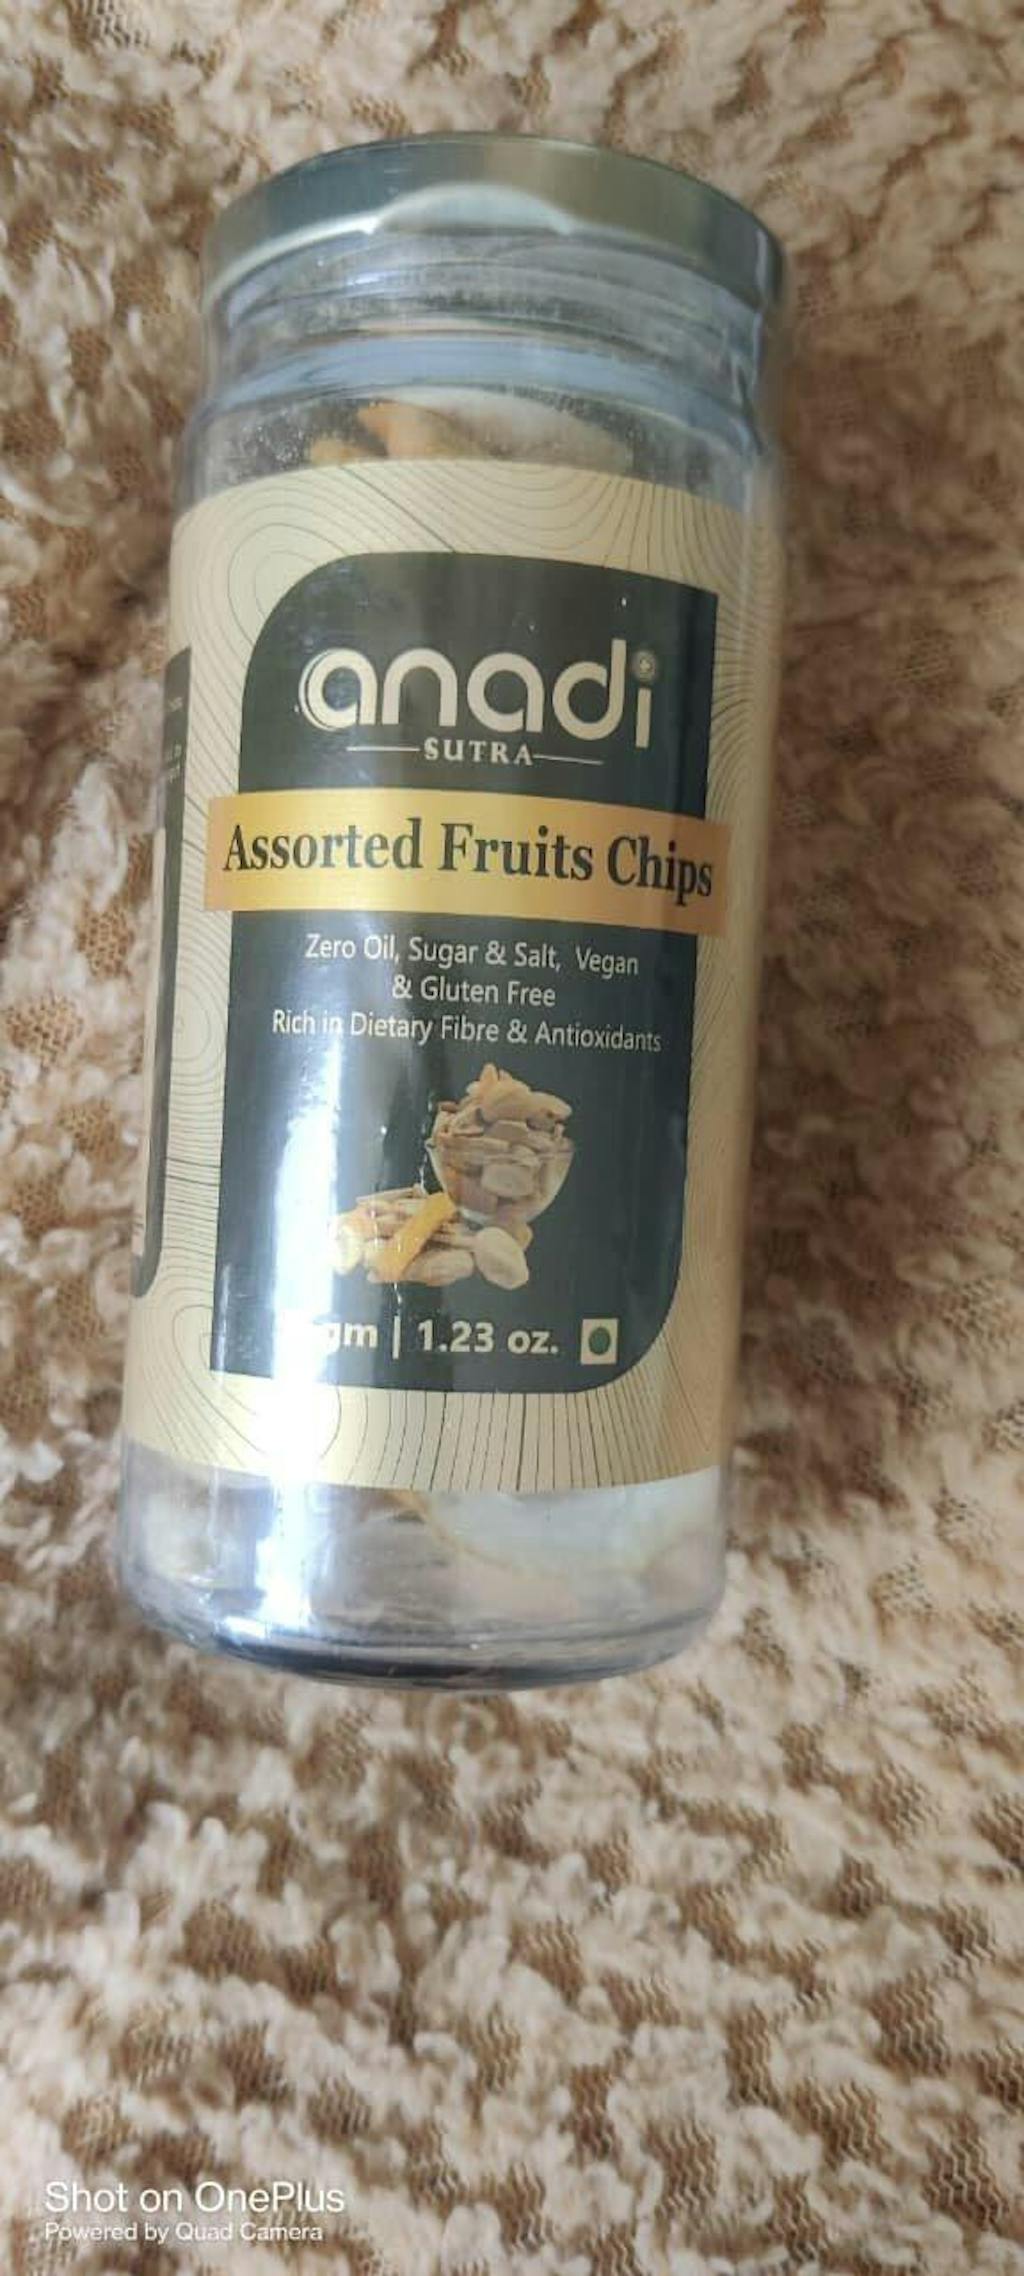 anadi
SUTRA
Assorted Fruits Chips
Zero Oil, Sugar & Salt, Vegan
& Gluten Free
Rich in Dietary Fibre & Antioxidants
gm | 1.23 oz.
Shot on OnePlus
Powered by Quad Camera